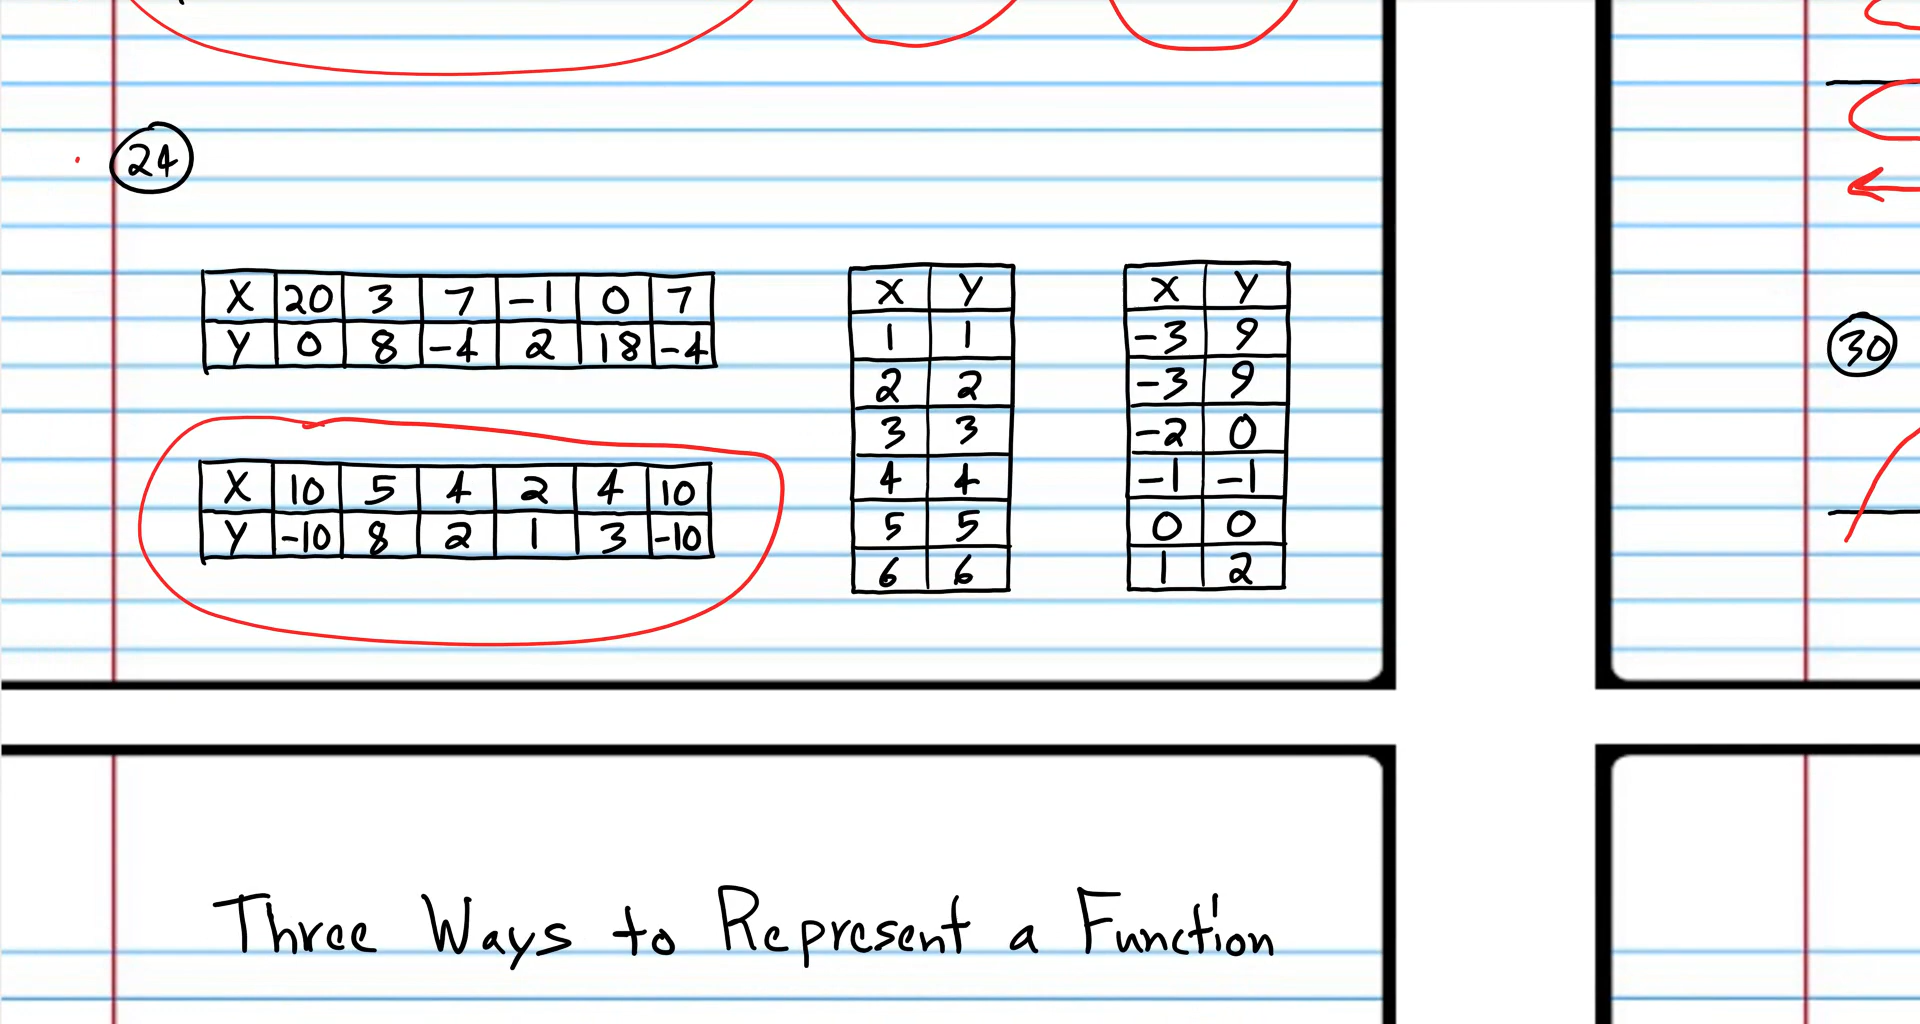 24
X 20 3 7 -1 0 7
Y 0 8 -4 2 18 -4
X 10 5 4 2 4 10
Y -10 8 2 1 3 -10
X Y
1 1
2 2
3 3
4 4
5 5
6 6
X Y
-3 9
-3 9
-2 0
-1 -1
0 0
1 2
30
Three Ways to Represent a Function